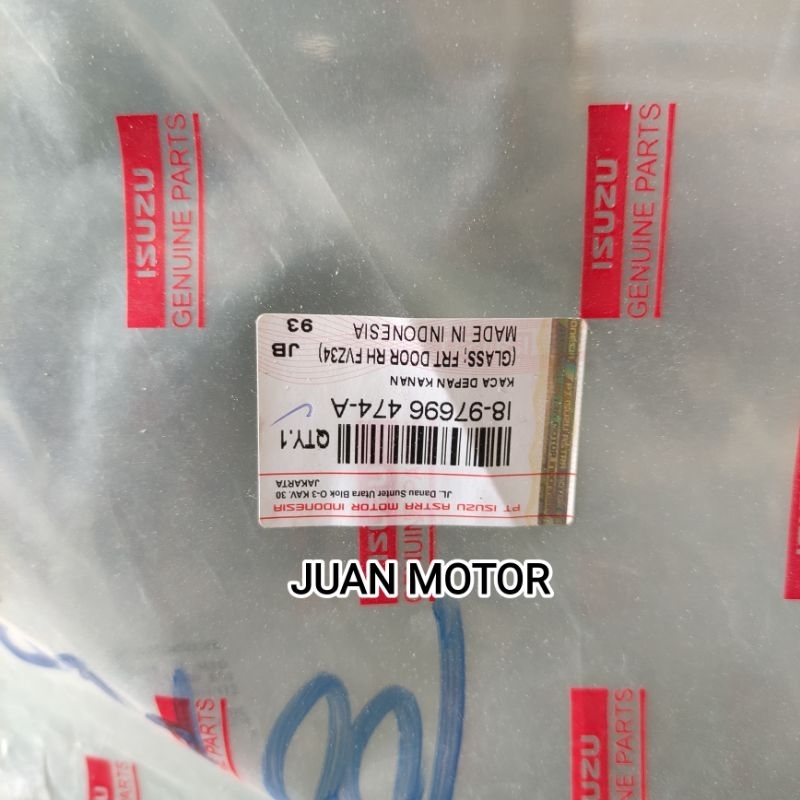 ISUZU
GENUINE PARTS
ISUZU
GENUINE PARTS
PT ISUZU ASTRA MOTOR INDONESIA
JL. Danau Sunter Utara Blok O-3 KAV. 30
JAKARTA
QTY.1
I8-97696 474-A
KACA DEPAN KANAN
(GLASS; FRT DOOR RH FVZ34)
JB
MADE IN INDONESIA
93
JUAN MOTOR
PARTS
ISUZU
GENUINE PARTS